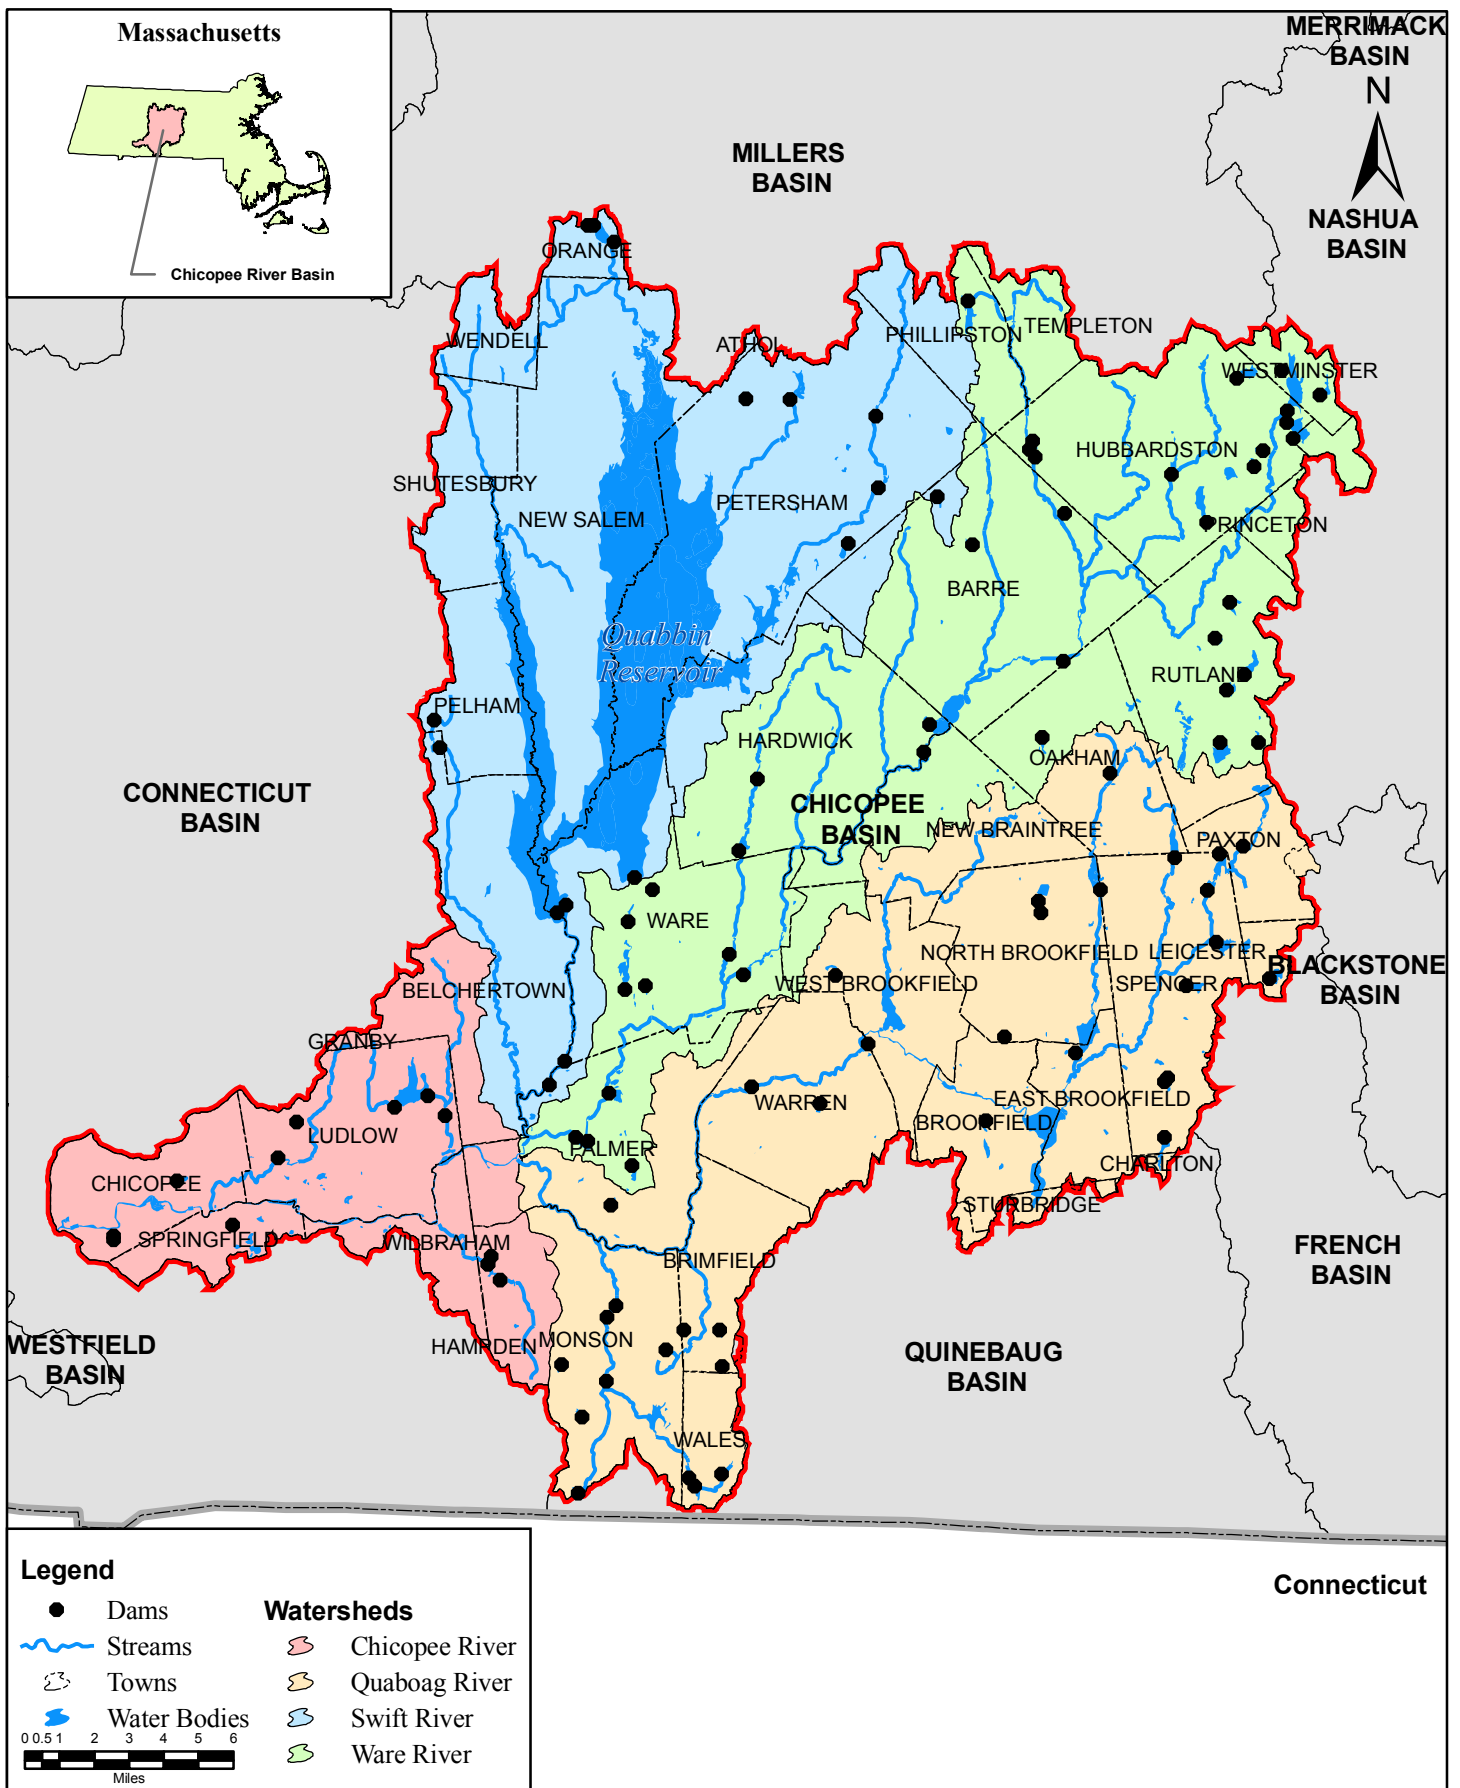 Massachusetts
Chicopee River Basin
MERRIMACK
BASIN
N
MILLERS
BASIN
NASHUA
BASIN
ORANGE
WENDELL
ATHOL
PHILLIPSTON
TEMPLETON
WESTMINSTER
SHUTESBURY
NEW SALEM
PETERSHAM
HUBBARDSTON
PRINCETON
BARRE
Quabbin
Reservoir
RUTLAND
PELHAM
HARDWICK
OAKHAM
CONNECTICUT
BASIN
CHICOPEE
BASIN
NEW BRAINTREE
PAXTON
WARE
NORTH BROOKFIELD
LEICESTER
BLACKSTONE
BASIN
BELCHERTOWN
WEST BROOKFIELD
SPENCER
GRANBY
LUDLOW
WARREN
EAST BROOKFIELD
BROOKFIELD
PALMER
CHARLTON
CHICOPEE
STURBRIDGE
SPRINGFIELD
WILBRAHAM
BRIMFIELD
FRENCH
BASIN
HAMPDEN
MONSON
WESTFIELD
BASIN
QUINEBAUG
BASIN
WALES
Connecticut
Legend
Dams
Streams
Towns
Water Bodies
0 0.5 1 2 3 4 5 6
Miles
Watersheds
Chicopee River
Quaboag River
Swift River
Ware River